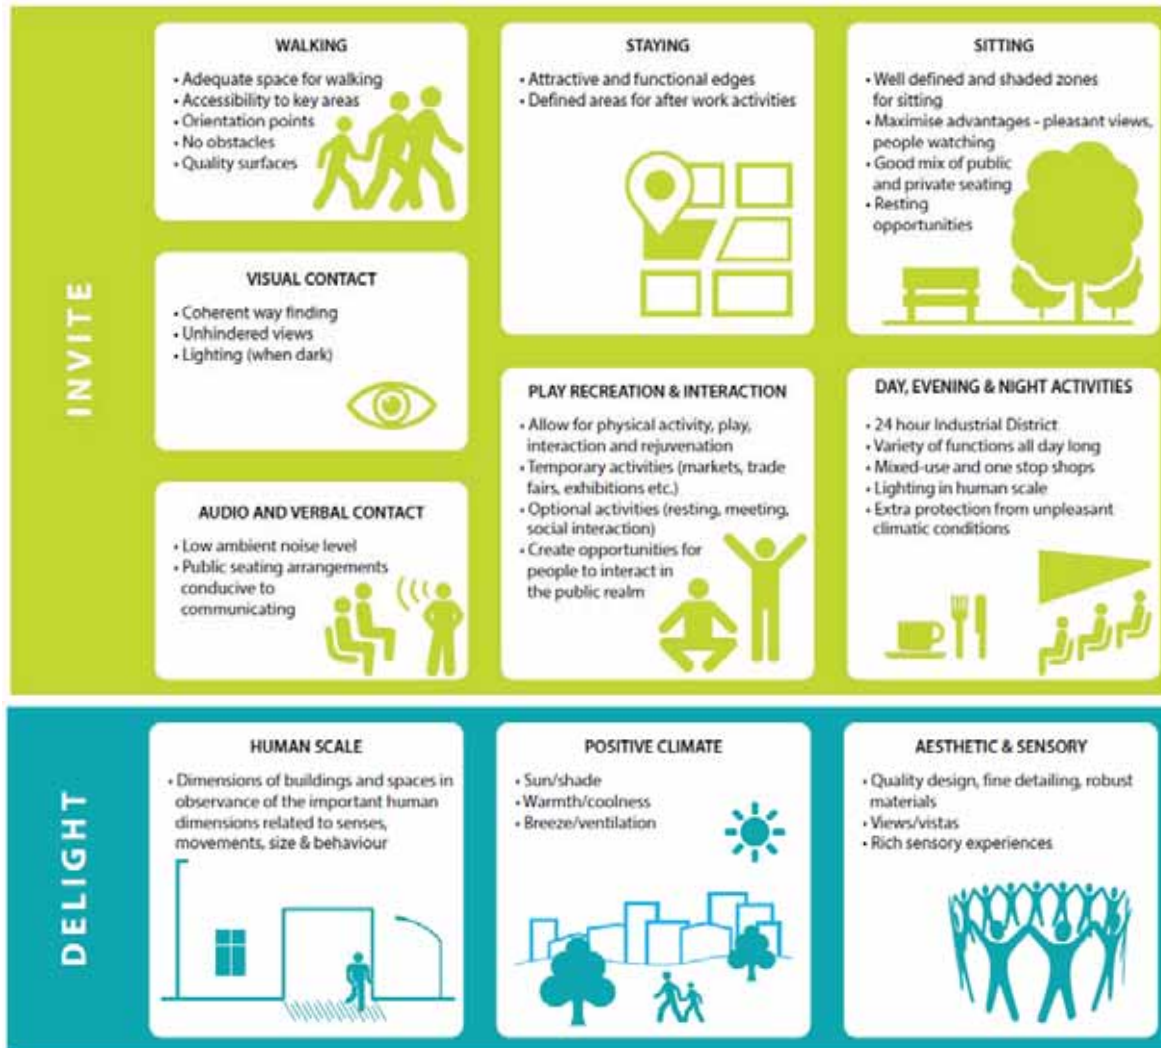 INVITE
WALKING
• Adequate space for walking
• Accessibility to key areas
• Orientation points
• No obstacles
• Quality surfaces
VISUAL CONTACT
• Coherent way finding
• Unhindered views
• Lighting (when dark)
AUDIO AND VERBAL CONTACT
• Low ambient noise level
• Public seating arrangements
conducive to
communicating
STAYING
• Attractive and functional edges
• Defined areas for after work activities
PLAY RECREATION & INTERACTION
• Allow for physical activity, play,
interaction and rejuvenation
• Temporary activities (markets, trade
fairs, exhibitions etc.)
• Optional activities (resting, meeting,
social interaction)
• Create opportunities for
people to interact in
the public realm
SITTING
• Well defined and shaded zones
for sitting
• Maximise advantages - pleasant views,
people watching
• Good mix of public
and private seating
• Resting
opportunities
DAY, EVENING & NIGHT ACTIVITIES
• 24 hour Industrial District
• Variety of functions all day long
• Mixed-use and one stop shops
• Lighting in human scale
• Extra protection from unpleasant
climatic conditions
DELIGHT
HUMAN SCALE
• Dimensions of buildings and spaces in
observance of the important human
dimensions related to senses,
movements, size & behaviour
POSITIVE CLIMATE
• Sun/shade
• Warmth/coolness
• Breeze/ventilation
AESTHETIC & SENSORY
• Quality design, fine detailing, robust
materials
• Views/vistas
• Rich sensory experiences